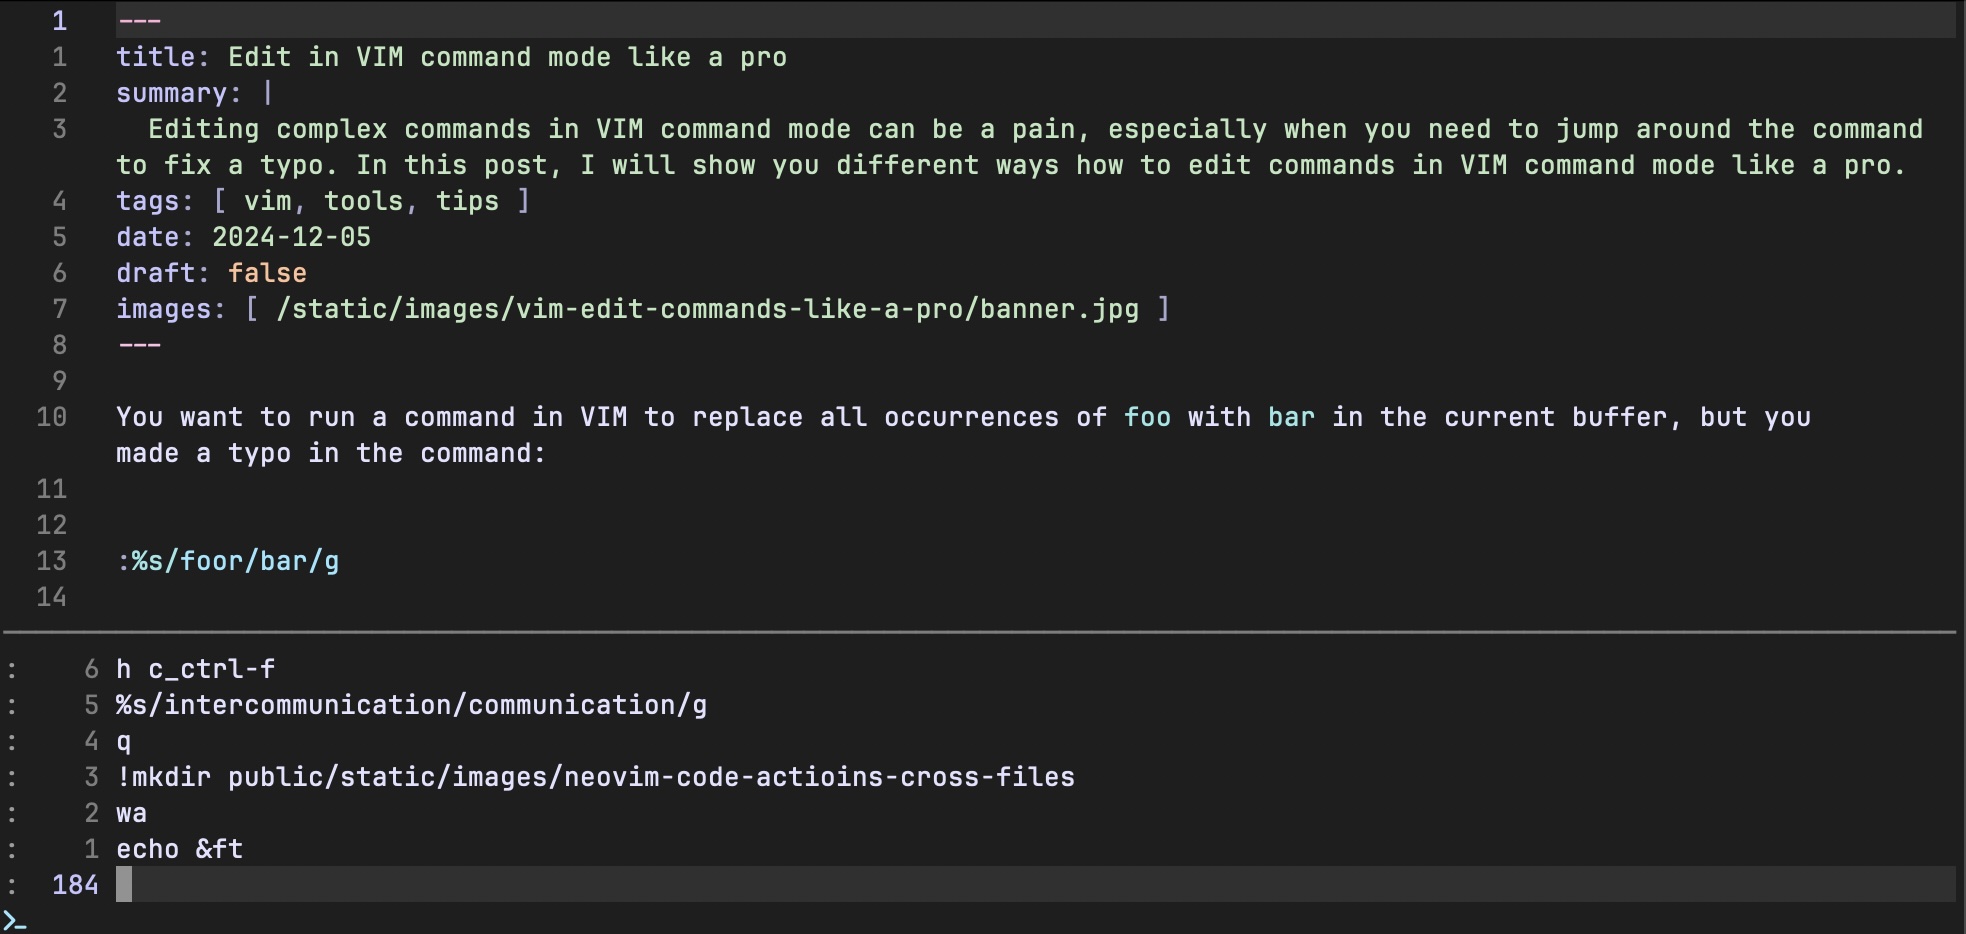 1 ---
1 title: Edit in VIM command mode like a pro
2 summary: |
3 Editing complex commands in VIM command mode can be a pain, especially when you need to jump around the command
to fix a typo. In this post, I will show you different ways how to edit commands in VIM command mode like a pro.
4 tags: [ vim, tools, tips ]
5 date: 2024-12-05
6 draft: false
7 images: [ /static/images/vim-edit-commands-like-a-pro/banner.jpg ]
8 ---
9
10 You want to run a command in VIM to replace all occurrences of foo with bar in the current buffer, but you
made a typo in the command:
11
12
13 :%s/foor/bar/g
14
: 6 h c_ctrl-f
: 5 %s/intercommunication/communication/g
: 4 q
: 3 !mkdir public/static/images/neovim-code-actioins-cross-files
: 2 wa
: 1 echo &ft
: 184
>_